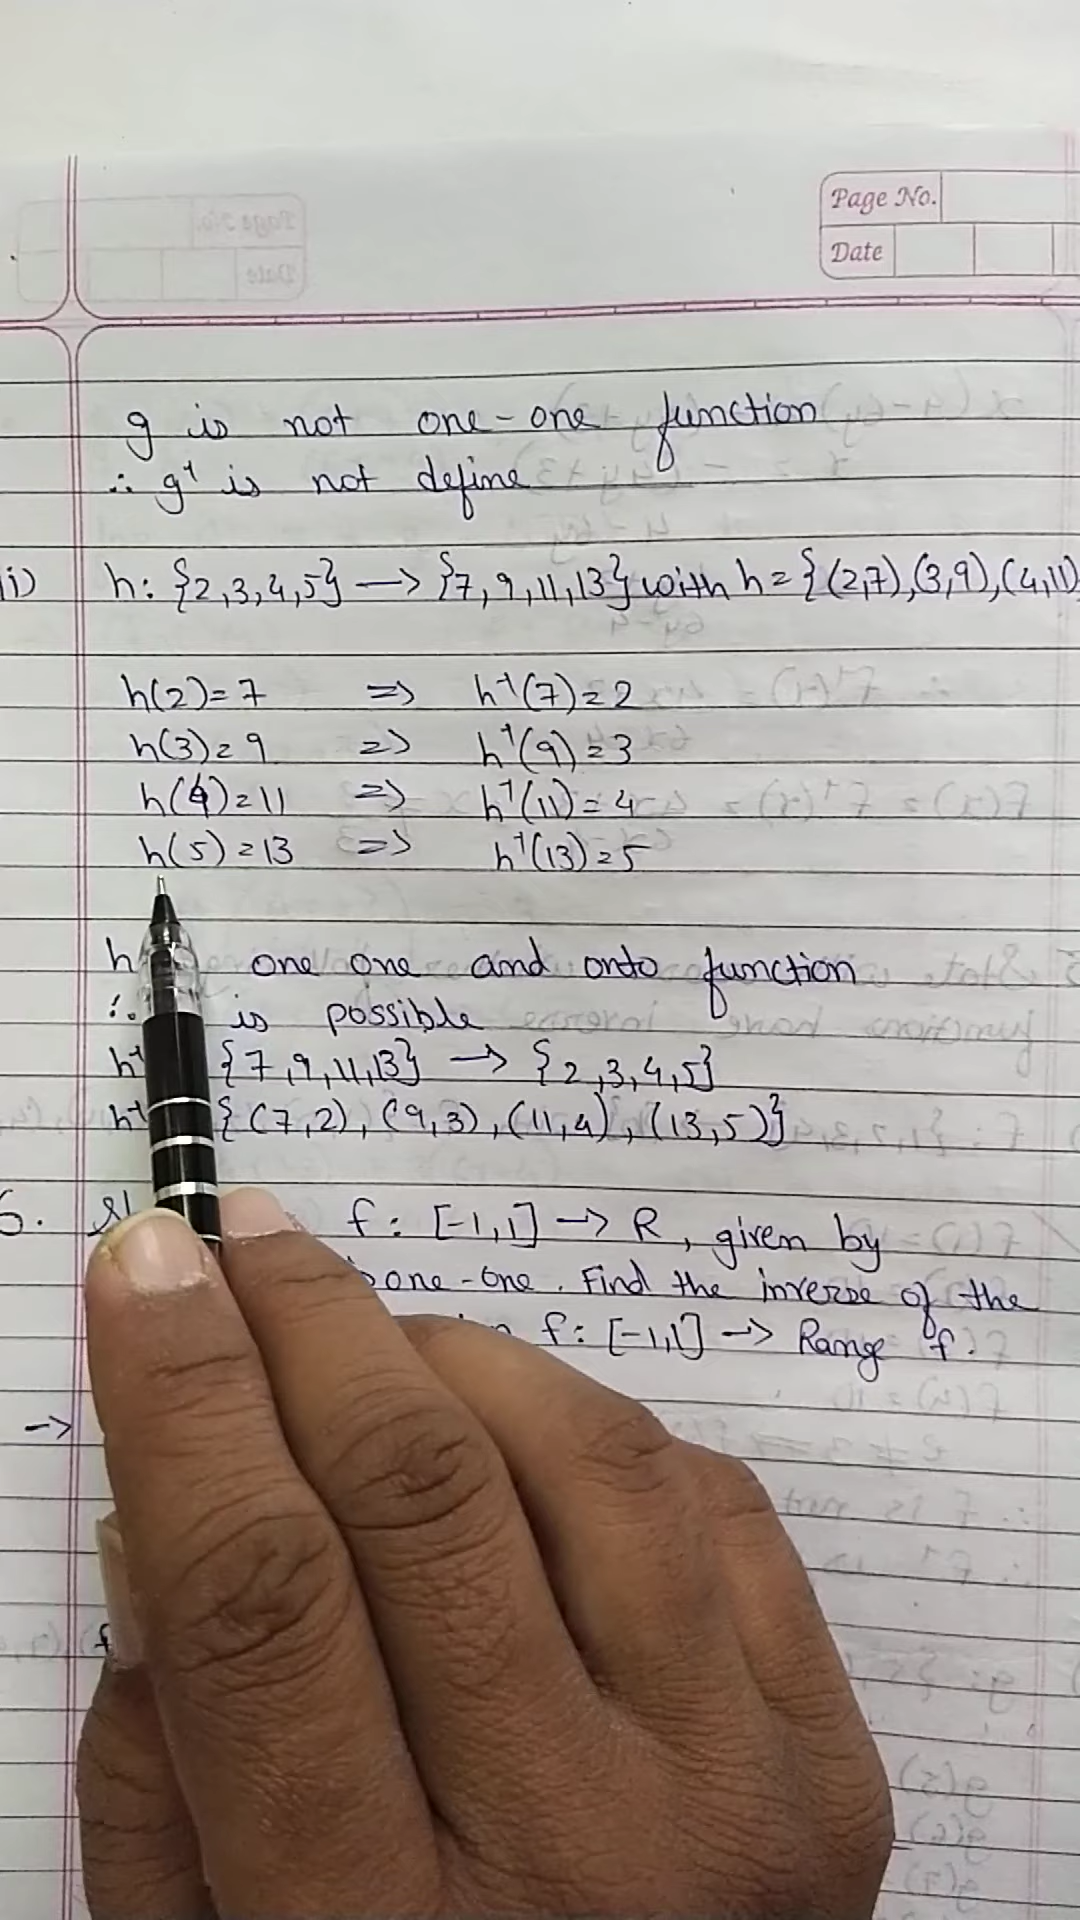 Page No.
Date
g is not one-one function
∴ g⁻¹ is not define
i) h: {2,3,4,5} → {7,9,11,13} with h = {(2,7),(3,9),(4,11)
h(2)=7 => h⁻¹(7)=2
h(3)=9 => h⁻¹(9)=3
h(4)=11 => h⁻¹(11)=4
h(5)=13 => h⁻¹(13)=5
h one one and onto function
∴ is possible
h⁻¹ {7,9,11,13} → {2,3,4,5}
h⁻¹ {(7,2),(9,3),(11,4),(13,5)}
6. f: [-1,1] → R, given by
one-one. Find the inverse of the
f: [-1,1] → Range f.
→
f